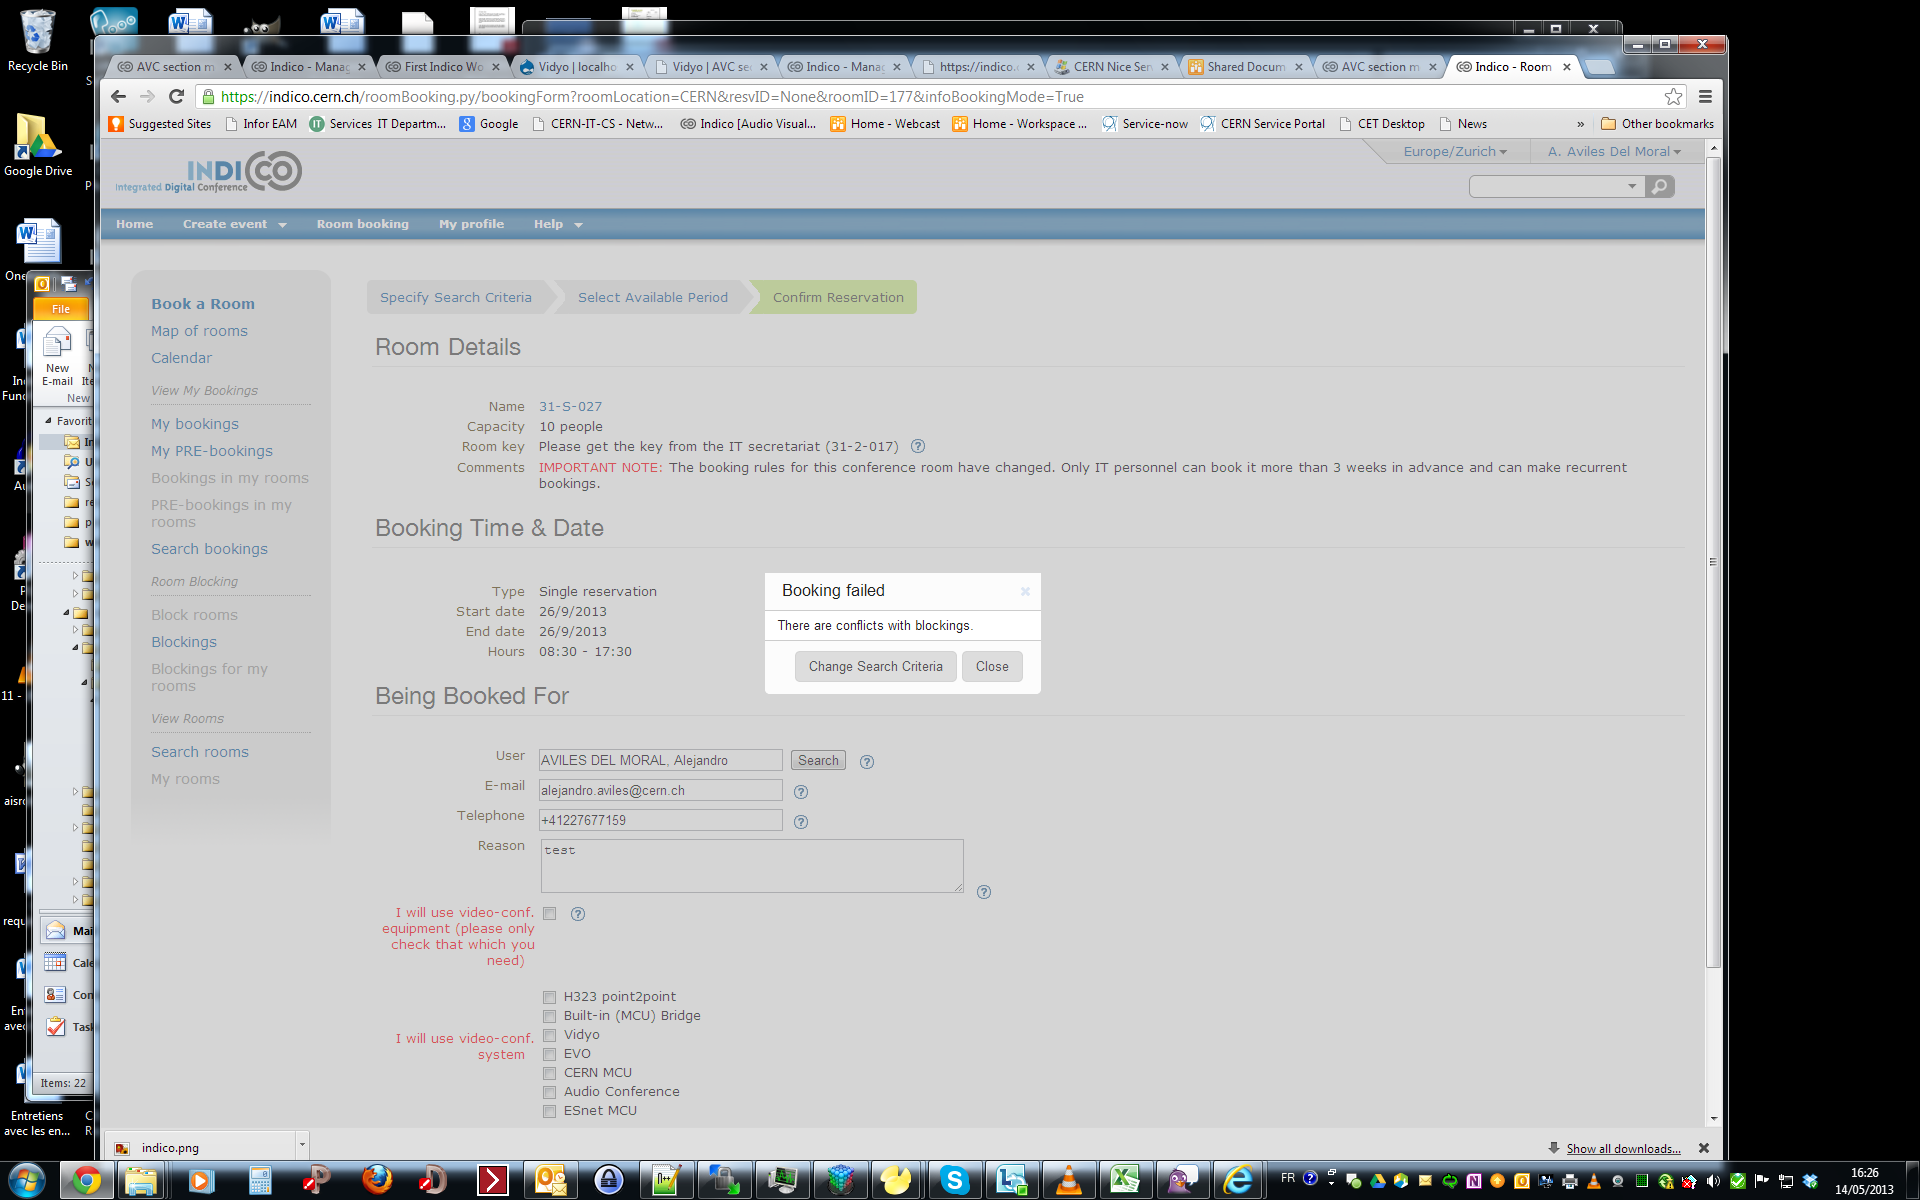 Recycle Bin
Google Drive
AVC section m
Indico - Manag
First Indico Wo
Vidyo | localho
Vidyo | AVC se
Indico - Manag
https://indico.
CERN Nice Ser
Shared Docum
AVC section m
Indico - Room
https://indico.cern.ch/roomBooking.py/bookingForm?roomLocation=CERN&resvID=None&roomID=177&infoBookingMode=True
Suggested Sites
Infor EAM
Services IT Departm...
Google
CERN-IT-CS - Netw...
Indico [Audio Visual...
Home - Webcast
Home - Workspace ...
Service-now
CERN Service Portal
CET Desktop
News
»
Other bookmarks
INDICO
Integrated Digital Conference
Europe/Zurich
A. Aviles Del Moral
Home
Create event
Room booking
My profile
Help
Book a Room
Map of rooms
Calendar
View My Bookings
My bookings
My PRE-bookings
Bookings in my rooms
PRE-bookings in my
rooms
Search bookings
Room Blocking
Block rooms
Blockings
Blockings for my
rooms
View Rooms
Search rooms
My rooms
Specify Search Criteria
Select Available Period
Confirm Reservation
Room Details
Name 31-S-027
Capacity 10 people
Room key Please get the key from the IT secretariat (31-2-017)
Comments IMPORTANT NOTE: The booking rules for this conference room have changed. Only IT personnel can book it more than 3 weeks in advance and can make recurrent
bookings.
Booking Time & Date
Type Single reservation
Start date 26/9/2013
End date 26/9/2013
Hours 08:30 - 17:30
Booking failed
There are conflicts with blockings.
Change Search Criteria
Close
Being Booked For
User AVILES DEL MORAL, Alejandro Search
E-mail alejandro.aviles@cern.ch
Telephone +41227677159
Reason test
I will use video-conf.
equipment (please only
check that which you
need)
I will use video-conf.
system
H323 point2point
Built-in (MCU) Bridge
Vidyo
EVO
CERN MCU
Audio Conference
ESnet MCU
File
New
E-mail
New
Favorit
Mai
Cale
Con
Task
Items: 22
Entretiens
avec les en...
indico.png
Show all downloads...
FR
16:26
14/05/2013